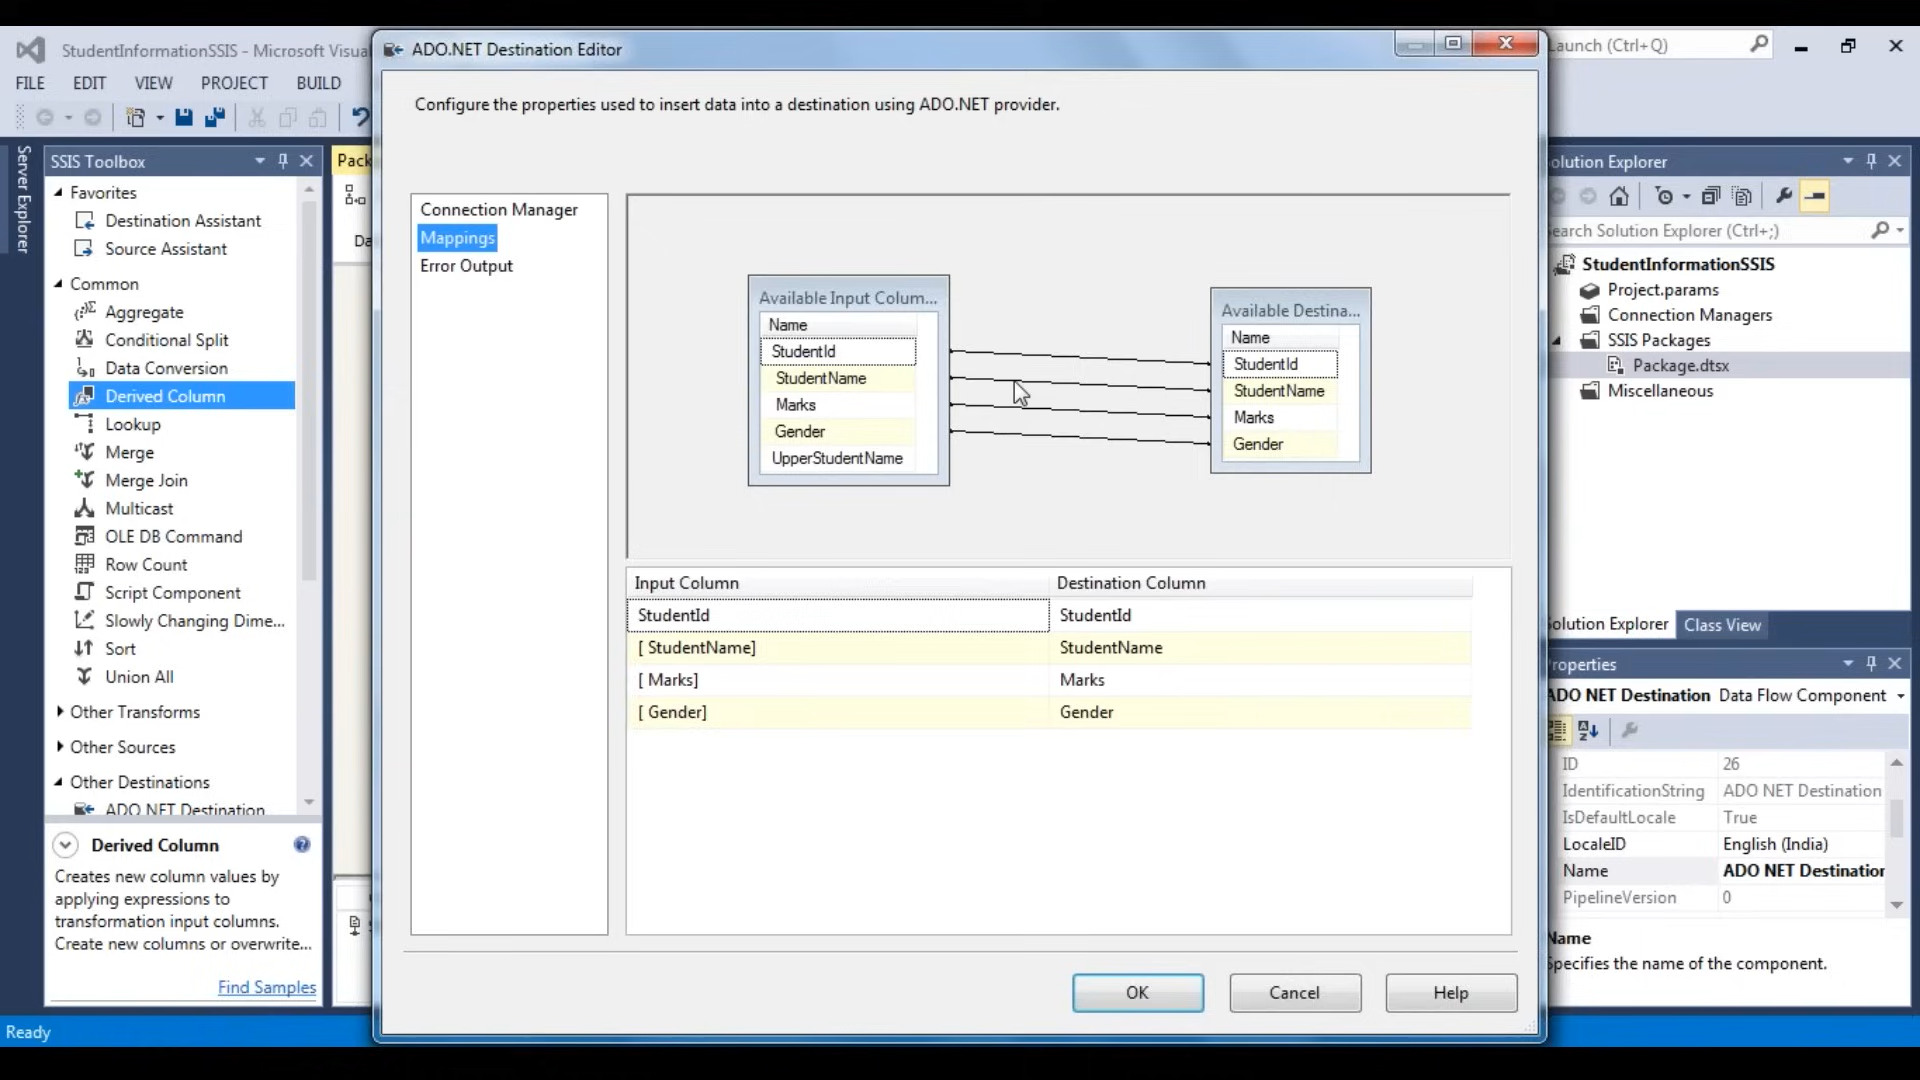 StudentInformationSSIS - Microsoft Visual
ADO.NET Destination Editor
Launch (Ctrl+Q)
FILE EDIT VIEW PROJECT BUILD
Configure the properties used to insert data into a destination using ADO.NET provider.
Server Explorer
SSIS Toolbox
Favorites
Destination Assistant
Source Assistant
Common
Aggregate
Conditional Split
Data Conversion
Derived Column
Lookup
Merge
Merge Join
Multicast
OLE DB Command
Row Count
Script Component
Slowly Changing Dime...
Sort
Union All
Other Transforms
Other Sources
Other Destinations
ADO NET Destination
Derived Column
Creates new column values by
applying expressions to
transformation input columns.
Create new columns or overwrite...
Find Samples
Ready
Pack
Da
Connection Manager
Mappings
Error Output
Available Input Colum...
Name
StudentId
StudentName
Marks
Gender
UpperStudentName
Available Destina...
Name
StudentId
StudentName
Marks
Gender
Input Column Destination Column
StudentId StudentId
[ StudentName] StudentName
[ Marks] Marks
[ Gender] Gender
OK Cancel Help
olution Explorer
earch Solution Explorer (Ctrl+;)
StudentInformationSSIS
Project.params
Connection Managers
SSIS Packages
Package.dtsx
Miscellaneous
olution Explorer Class View
roperties
ADO NET Destination Data Flow Component
ID 26
IdentificationString ADO NET Destination
IsDefaultLocale True
LocaleID English (India)
Name ADO NET Destination
PipelineVersion 0
Name
Specifies the name of the component.